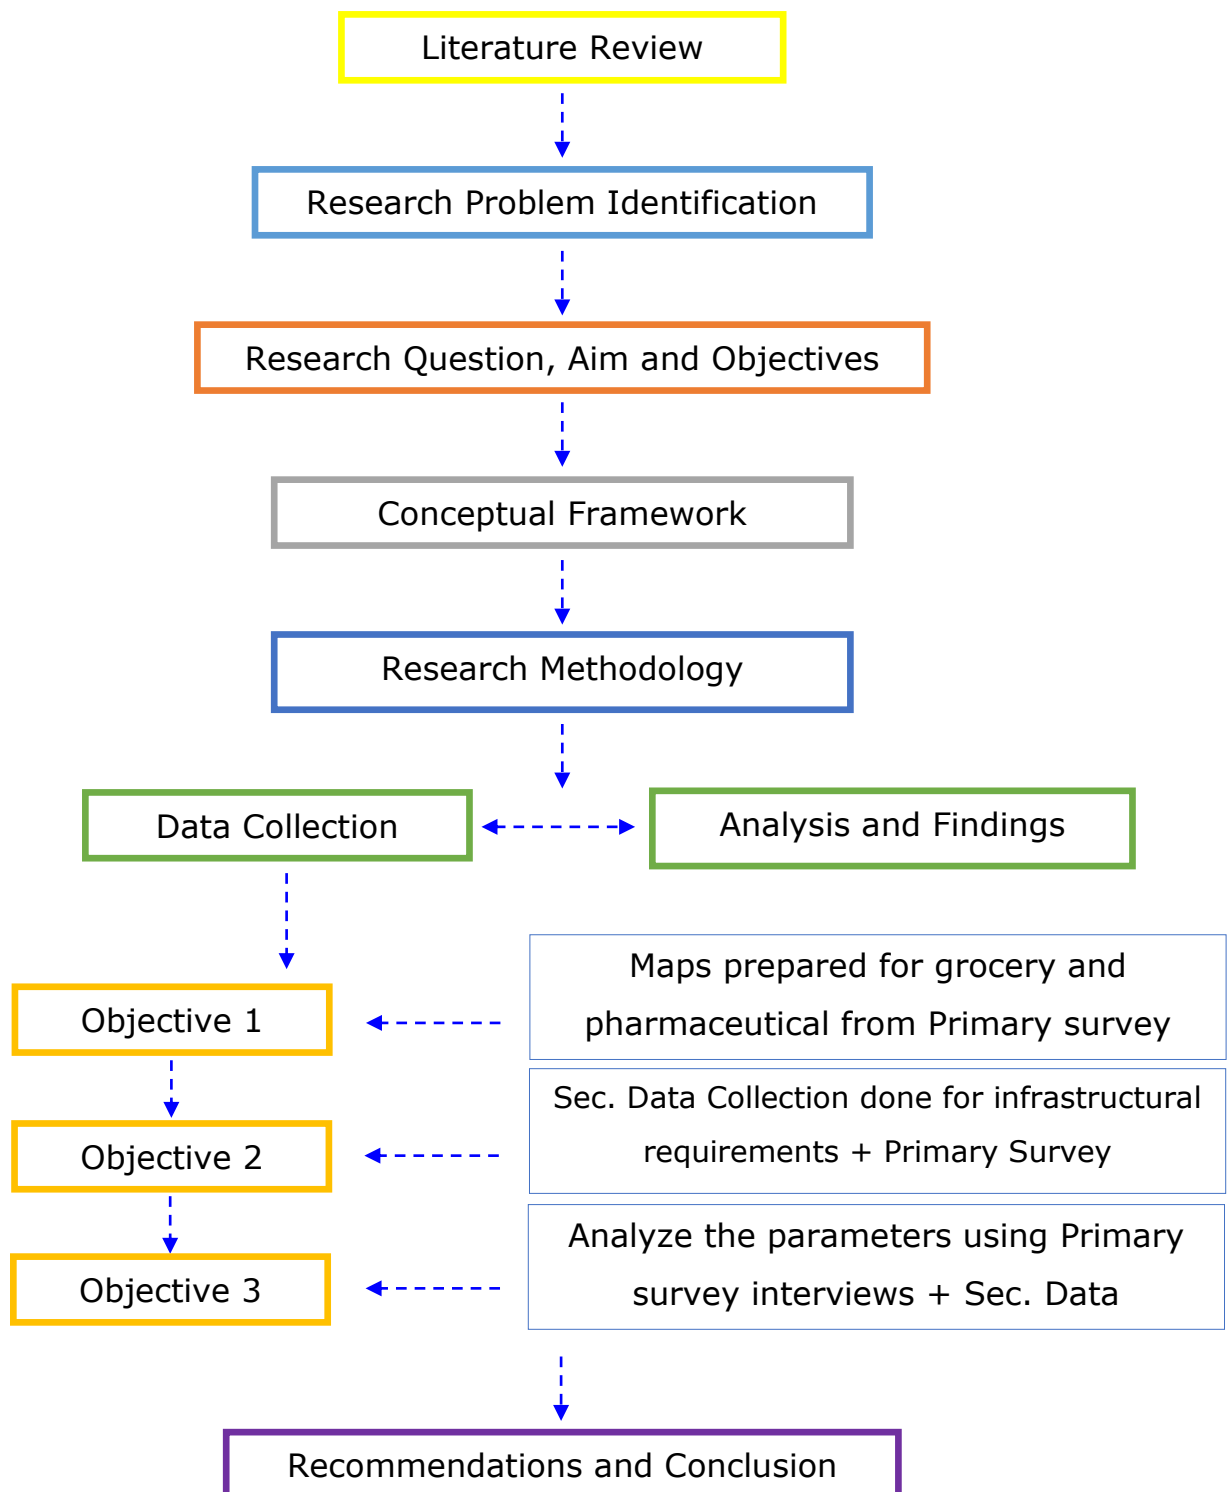 Literature Review
Research Problem Identification
Research Question, Aim and Objectives
Conceptual Framework
Research Methodology
Data Collection
Analysis and Findings
Objective 1
Maps prepared for grocery and
pharmaceutical from Primary survey
Objective 2
Sec. Data Collection done for infrastructural
requirements + Primary Survey
Objective 3
Analyze the parameters using Primary
survey interviews + Sec. Data
Recommendations and Conclusion